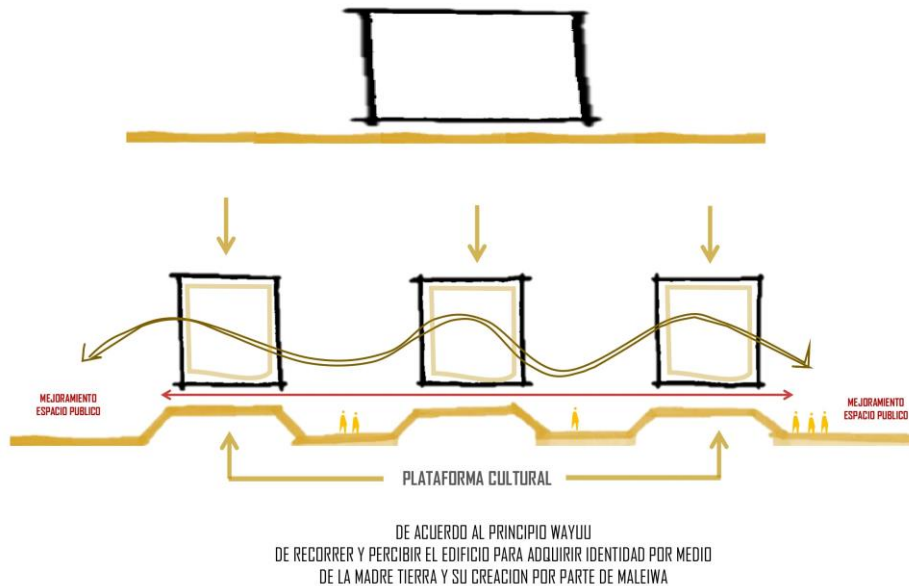 MEJORAMIENTO
ESPACIO PUBLICO
MEJORAMIENTO
ESPACIO PUBLICO
PLATAFORMA CULTURAL
DE ACUERDO AL PRINCIPIO WAYUU
DE RECORRER Y PERCIBIR EL EDIFICIO PARA ADQUIRIR IDENTIDAD POR MEDIO
DE LA MADRE TIERRA Y SU CREACION POR PARTE DE MALEIWA